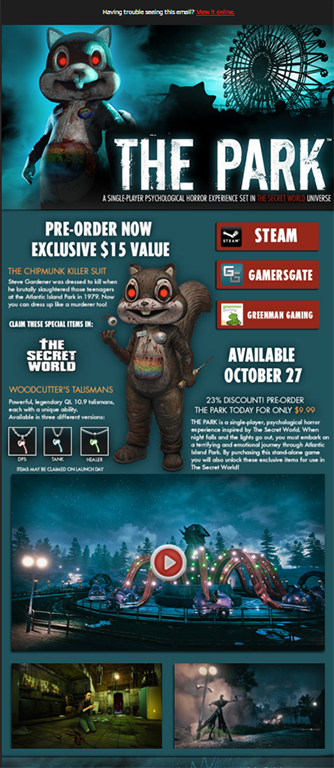 Having trouble seeing this email? View it online.
THE PARK™
A SINGLE-PLAYER PSYCHOLOGICAL HORROR EXPERIENCE SET IN THE SECRET WORLD UNIVERSE
PRE-ORDER NOW
EXCLUSIVE $15 VALUE
THE CHIPMUNK KILLER SUIT
Steve Gardener was dressed to kill when
he brutally slaughtered those teenagers
at the Atlantic Island Park in 1979. Now
you can dress up like a murderer too!
CLAIM THESE SPECIAL ITEMS IN:
THE
SECRET
WORLD
WOODCUTTER'S TALISMANS
Powerful, legendary QL 10.9 talismans,
each with a unique ability.
Available in three different versions:
DPS
TANK
HEALER
ITEMS MAY BE CLAIMED ON LAUNCH DAY
STEAM
STEAM
GAMERSGATE
GREENMAN GAMING
AVAILABLE
OCTOBER 27
23% DISCOUNT! PRE-ORDER
THE PARK TODAY FOR ONLY $9.99
THE PARK is a single-player, psychological horror
experience inspired by The Secret World. When
night falls and the lights go out, you must embark on
a terrifying and emotional journey through Atlantic
Island Park. By purchasing this stand-alone game
you will also unlock these exclusive items for use in
The Secret World!